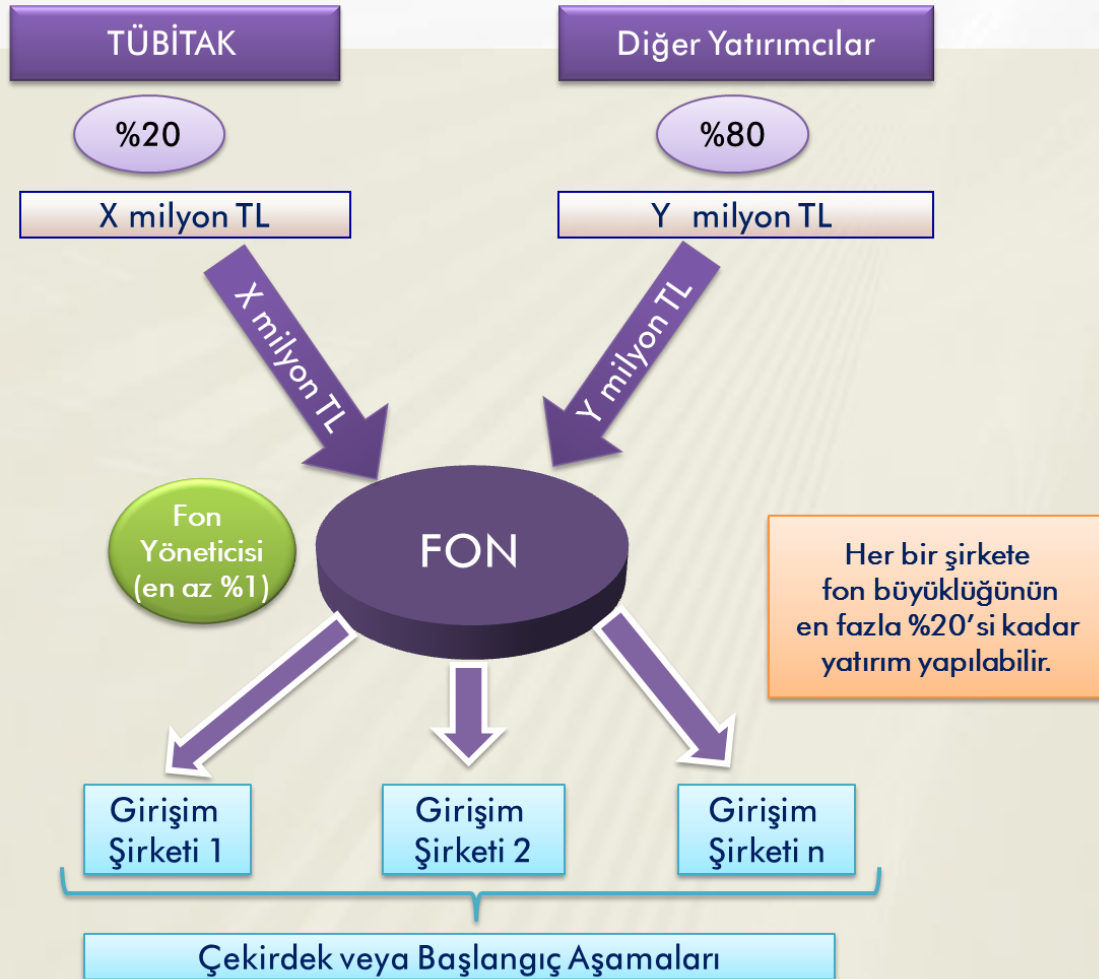 TÜBİTAK
Diğer Yatırımcılar
%20
%80
X milyon TL
Y milyon TL
X milyon TL
Y milyon TL
Fon
Yöneticisi
(en az %1)
FON
Her bir şirkete
fon büyüklüğünün
en fazla %20'si kadar
yatırım yapılabilir.
Girişim
Şirketi 1
Girişim
Şirketi 2
Girişim
Şirketi n
Çekirdek veya Başlangıç Aşamaları